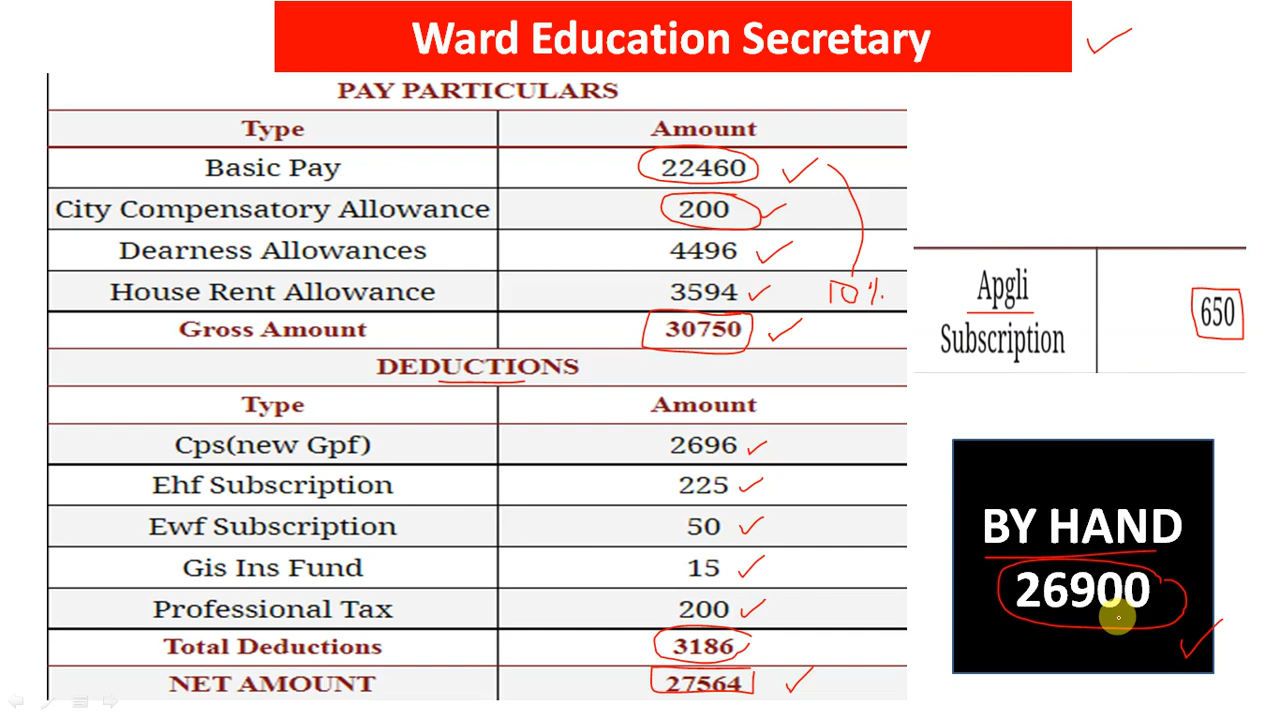 Ward Education Secretary
PAY PARTICULARS
Type Amount
Basic Pay 22460
City Compensatory Allowance 200
Dearness Allowances 4496
House Rent Allowance 3594 10%
Gross Amount 30750
DEDUCTIONS
Type Amount
Cps(new Gpf) 2696
Ehf Subscription 225
Ewf Subscription 50
Gis Ins Fund 15
Professional Tax 200
Total Deductions 3186
NET AMOUNT 27564
Apgli
Subscription 650
BY HAND
26900